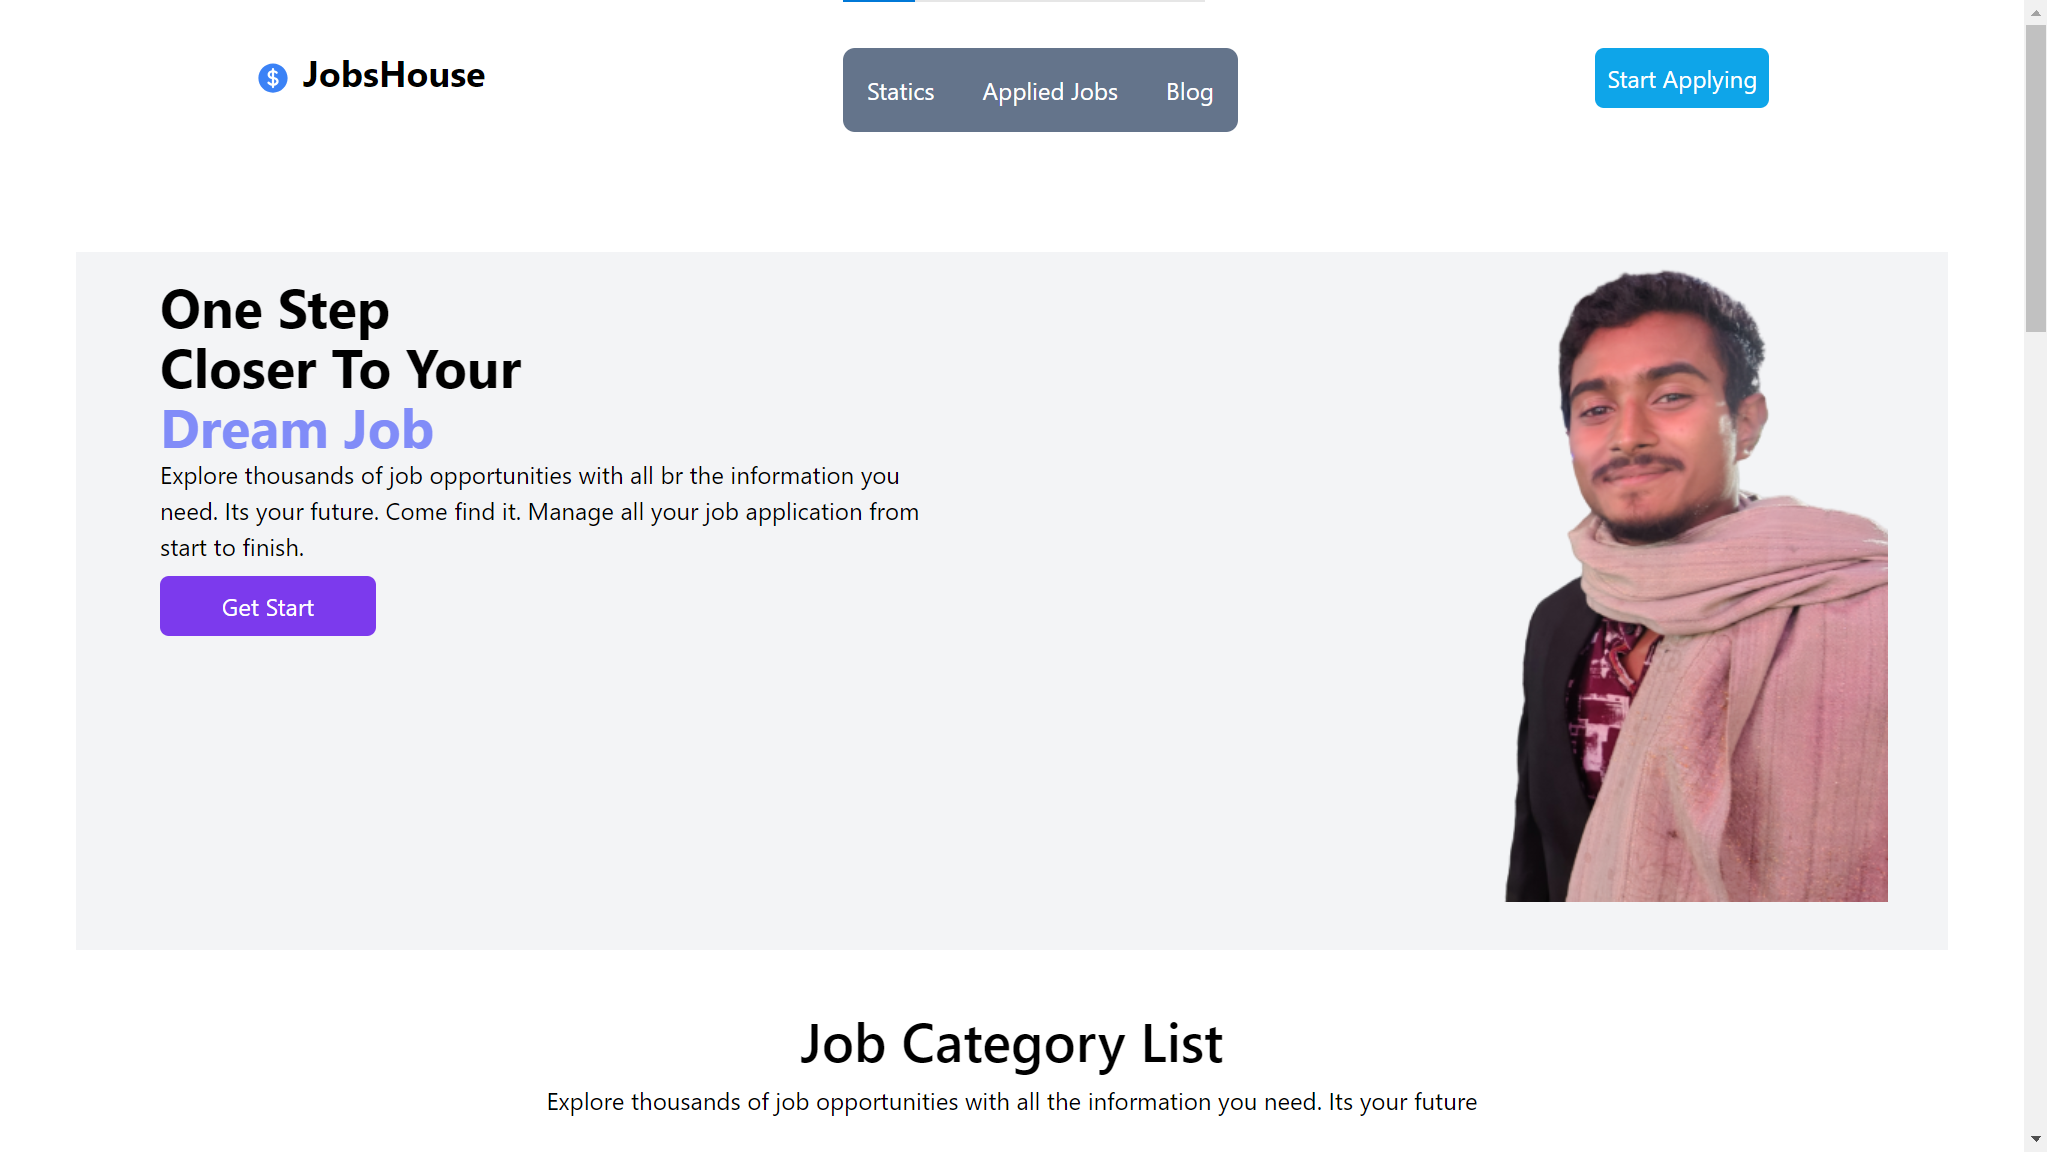 JobsHouse
Statics Applied Jobs Blog
Start Applying
One Step
Closer To Your
Dream Job
Explore thousands of job opportunities with all br the information you
need. Its your future. Come find it. Manage all your job application from
start to finish.
Get Start
Job Category List
Explore thousands of job opportunities with all the information you need. Its your future